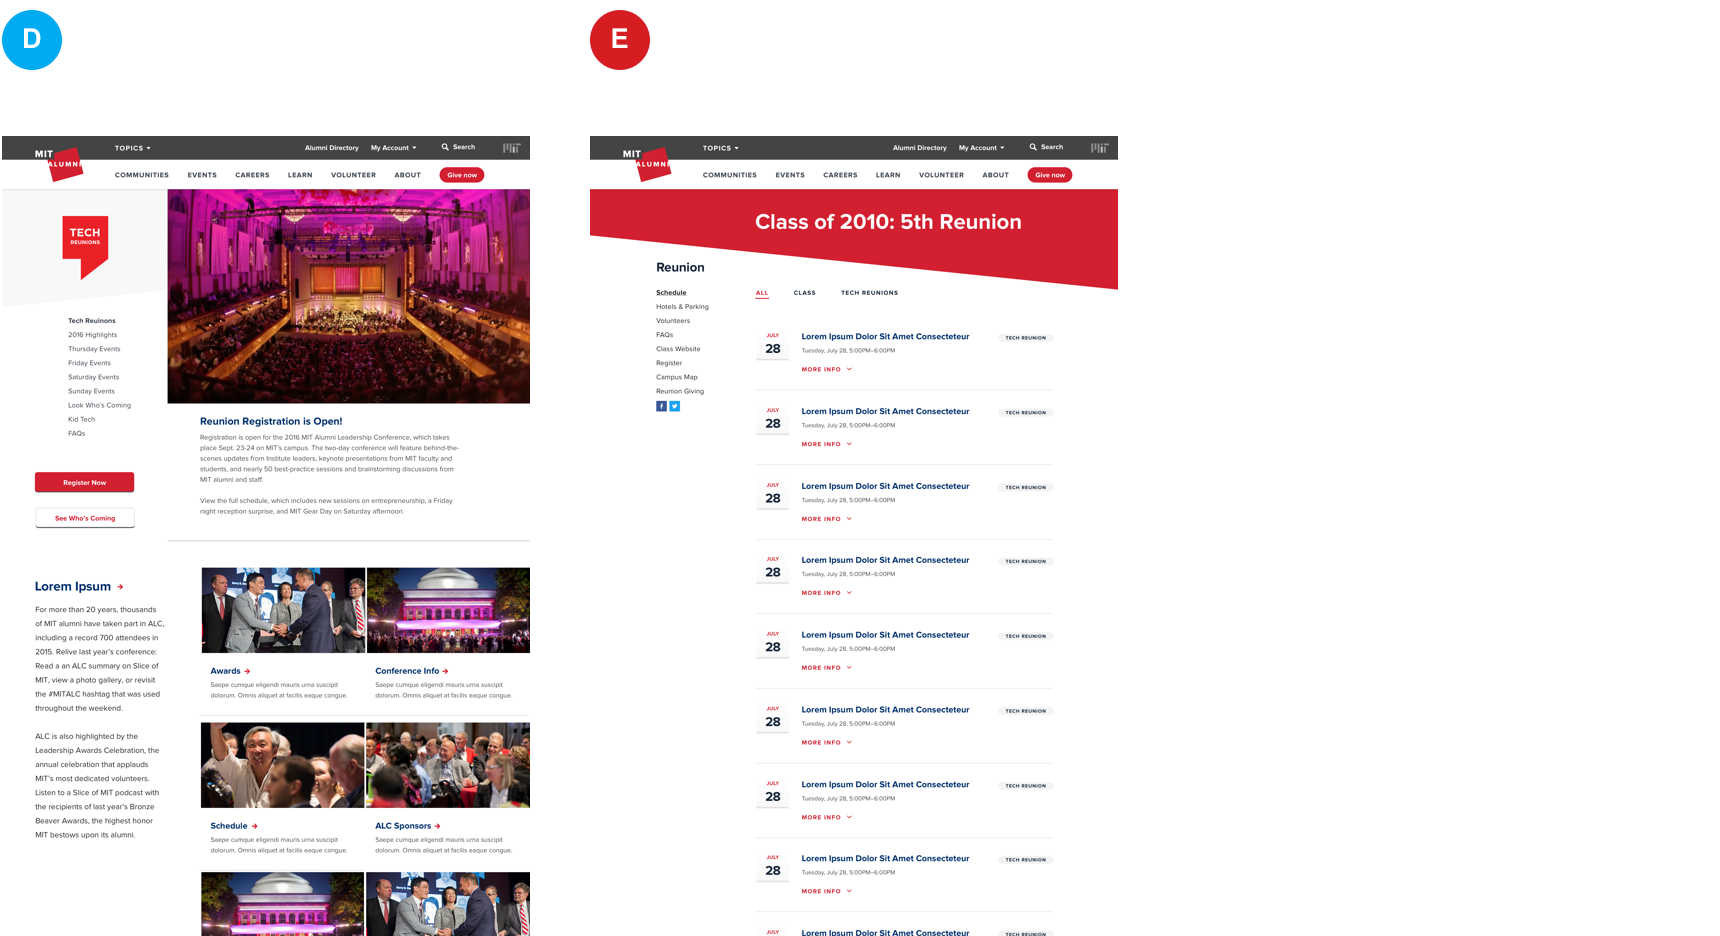 D
MIT
ALUMNI
TOPICS
Alumni Directory
My Account
Search
COMMUNITIES
EVENTS
CAREERS
LEARN
VOLUNTEER
ABOUT
Give now
TECH
REUNIONS
Tech Reuinons
2016 Highlights
Thursday Events
Friday Events
Saturday Events
Sunday Events
Look Who's Coming
Kid Tech
FAQs
Register Now
See Who's Coming
Reunion Registration is Open!
Registration is open for the 2016 MIT Alumni Leadership Conference, which takes
place Sept. 23-24 on MIT's campus. The two-day conference will feature behind-the-
scenes updates from Institute leaders, keynote presentations from MIT faculty and
students, and nearly 50 best-practice sessions and brainstorming discussions from
MIT alumni and staff.
View the full schedule, which includes new sessions on entrepreneurship, a Friday
night reception surprise, and MIT Gear Day on Saturday afternoon.
Lorem Ipsum
For more than 20 years, thousands
of MIT alumni have taken part in ALC,
including a record 700 attendees in
2015. Relive last year's conference:
Read a an ALC summary on Slice of
MIT, view a photo gallery, or revisit
the #MITALC hashtag that was used
throughout the weekend.
ALC is also highlighted by the
Leadership Awards Celebration, the
annual celebration that applauds
MIT's most dedicated volunteers.
Listen to a Slice of MIT podcast with
the recipients of last year's Bronze
Beaver Awards, the highest honor
MIT bestows upon its alumni.
Awards
Saepe cumque eligendi mauris urna suscipit
dolorum. Omnis aliquet at facilis eaque congue.
Conference Info
Saepe cumque eligendi mauris urna suscipit
dolorum. Omnis aliquet at facilis eaque congue.
Schedule
Saepe cumque eligendi mauris urna suscipit
dolorum. Omnis aliquet at facilis eaque congue.
ALC Sponsors
Saepe cumque eligendi mauris urna suscipit
dolorum. Omnis aliquet at facilis eaque congue.
E
MIT
ALUMNI
TOPICS
Alumni Directory
My Account
Search
COMMUNITIES
EVENTS
CAREERS
LEARN
VOLUNTEER
ABOUT
Give now
Class of 2010: 5th Reunion
Reunion
Schedule
Hotels & Parking
Volunteers
FAQs
Class Website
Register
Campus Map
Reunion Giving
ALL
CLASS
TECH REUNIONS
JULY
28
Lorem Ipsum Dolor Sit Amet Consecteteur
Tuesday, July 28, 5:00PM–6:00PM
MORE INFO
TECH REUNION
JULY
28
Lorem Ipsum Dolor Sit Amet Consecteteur
Tuesday, July 28, 5:00PM–6:00PM
MORE INFO
TECH REUNION
JULY
28
Lorem Ipsum Dolor Sit Amet Consecteteur
Tuesday, July 28, 5:00PM–6:00PM
MORE INFO
TECH REUNION
JULY
28
Lorem Ipsum Dolor Sit Amet Consecteteur
Tuesday, July 28, 5:00PM–6:00PM
MORE INFO
TECH REUNION
JULY
28
Lorem Ipsum Dolor Sit Amet Consecteteur
Tuesday, July 28, 5:00PM–6:00PM
MORE INFO
TECH REUNION
JULY
28
Lorem Ipsum Dolor Sit Amet Consecteteur
Tuesday, July 28, 5:00PM–6:00PM
MORE INFO
TECH REUNION
JULY
28
Lorem Ipsum Dolor Sit Amet Consecteteur
Tuesday, July 28, 5:00PM–6:00PM
MORE INFO
TECH REUNION
JULY
28
Lorem Ipsum Dolor Sit Amet Consecteteur
Tuesday, July 28, 5:00PM–6:00PM
MORE INFO
TECH REUNION
JULY
Lorem Ipsum Dolor Sit Amet Consecteteur
TECH REUNION